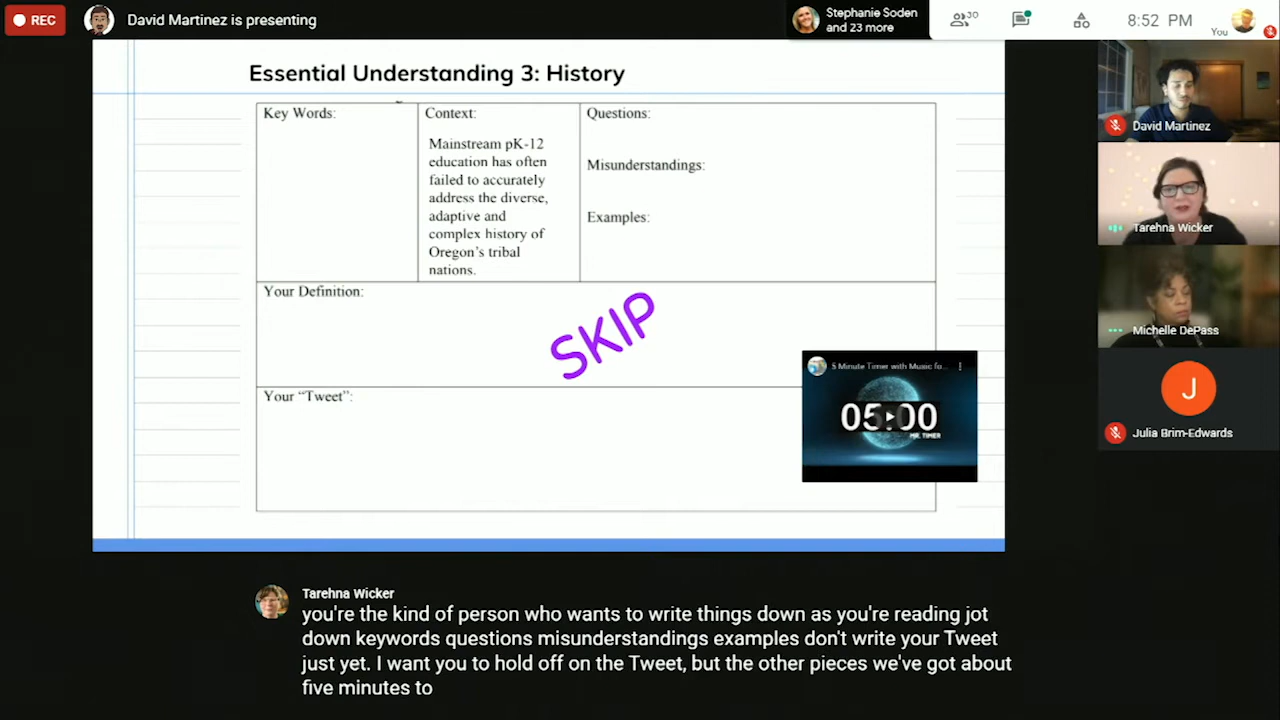 REC
David Martinez is presenting
Stephanie Soden
and 23 more
30
8:52 PM
You
Essential Understanding 3: History
Key Words:
Context:
Mainstream pK-12
education has often
failed to accurately
address the diverse,
adaptive and
complex history of
Oregon's tribal
nations.
Questions:
Misunderstandings:
Examples:
Your Definition:
SKIP
Your “Tweet”:
5 Minute Timer with Music fo...
05:00
MR. TIMER
David Martinez
Tarehna Wicker
Michelle DePass
J
Julia Brim-Edwards
Tarehna Wicker
you're the kind of person who wants to write things down as you're reading jot
down keywords questions misunderstandings examples don't write your Tweet
just yet. I want you to hold off on the Tweet, but the other pieces we've got about
five minutes to